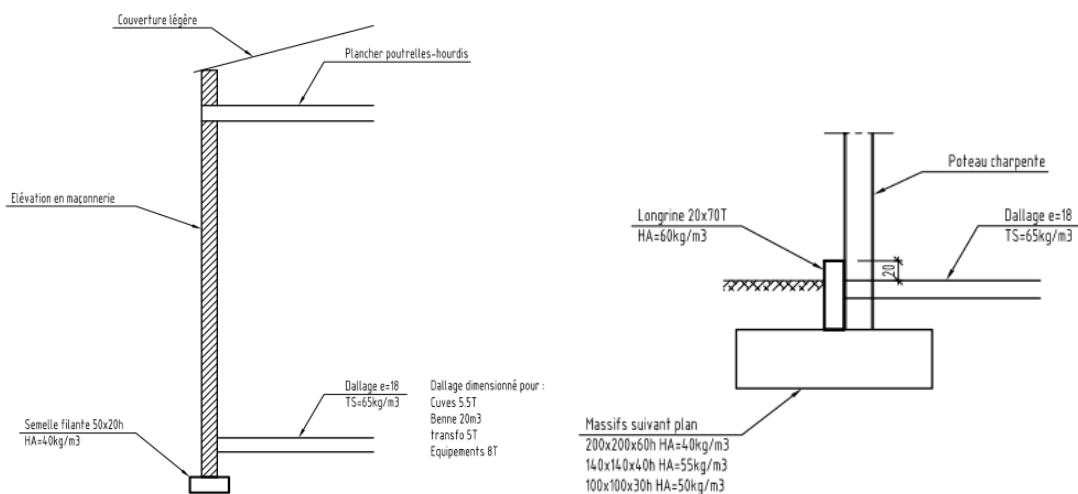 Couverture légère
Plancher poutrelles-hourdis
Elévation en maçonnerie
Dallage e=18
TS=65kg/m3
Dallage dimensionné pour :
Cuves 5.5T
Benne 20m3
transfo 5T
Equipements 8T
Semelle filante 50x20h
HA=40kg/m3
Poteau charpente
Longrine 20x70T
HA=60kg/m3
Dallage e=18
TS=65kg/m3
20
Massifs suivant plan
200x200x60h HA=40kg/m3
140x140x40h HA=55kg/m3
100x100x30h HA=50kg/m3